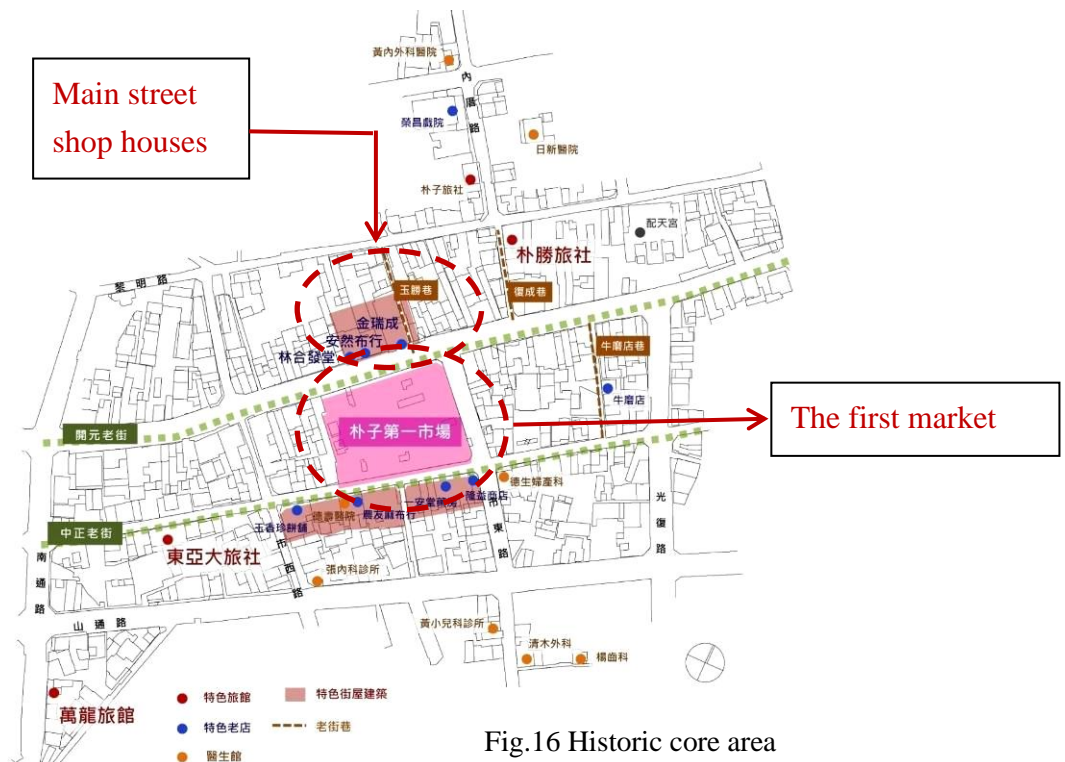 黃內外科醫院
Main street
shop houses
內厝路
榮昌戲院
日新醫院
朴子旅社
配天宮
朴勝旅社
黎明路
玉勝巷
復成巷
金瑞成
安然布行
林合發堂
牛磨店巷
牛磨店
The first market
開元老街
朴子第一市場
德生婦產科
隆益商店
一安堂藥房
農友麻布行
德壽醫院
玉香珍餅舖
光復路
中正老街
市東路
市西路
南通路
東亞大旅社
張內科診所
山通路
黃小兒科診所
清木外科
楊齒科
萬龍旅館
特色旅館
特色街屋建築
特色老店
老街巷
醫生館
Fig.16 Historic core area